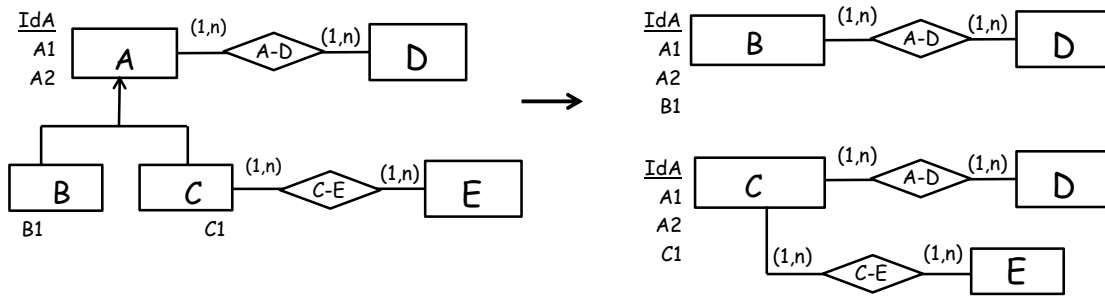 IdA
A1
A2
A
(1,n)
A-D
(1,n)
D
B
B1
C
C1
(1,n)
C-E
(1,n)
E
IdA
A1
A2
B1
B
(1,n)
A-D
(1,n)
D
IdA
A1
A2
C1
C
(1,n)
A-D
(1,n)
D
(1,n)
C-E
(1,n)
E